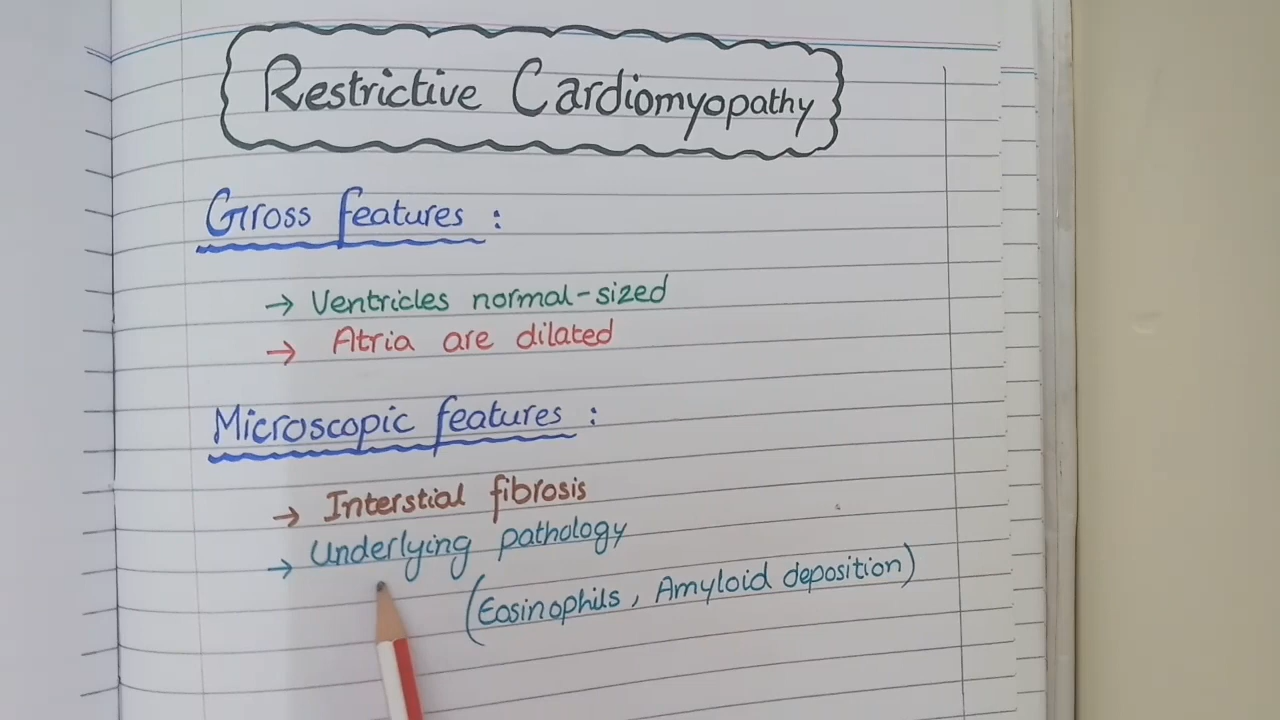 Restrictive Cardiomyopathy
Gross features :
→ Ventricles normal-sized
→ Atria are dilated
Microscopic features :
→ Interstial fibrosis
→ Underlying pathology
(Eosinophils, Amyloid deposition)